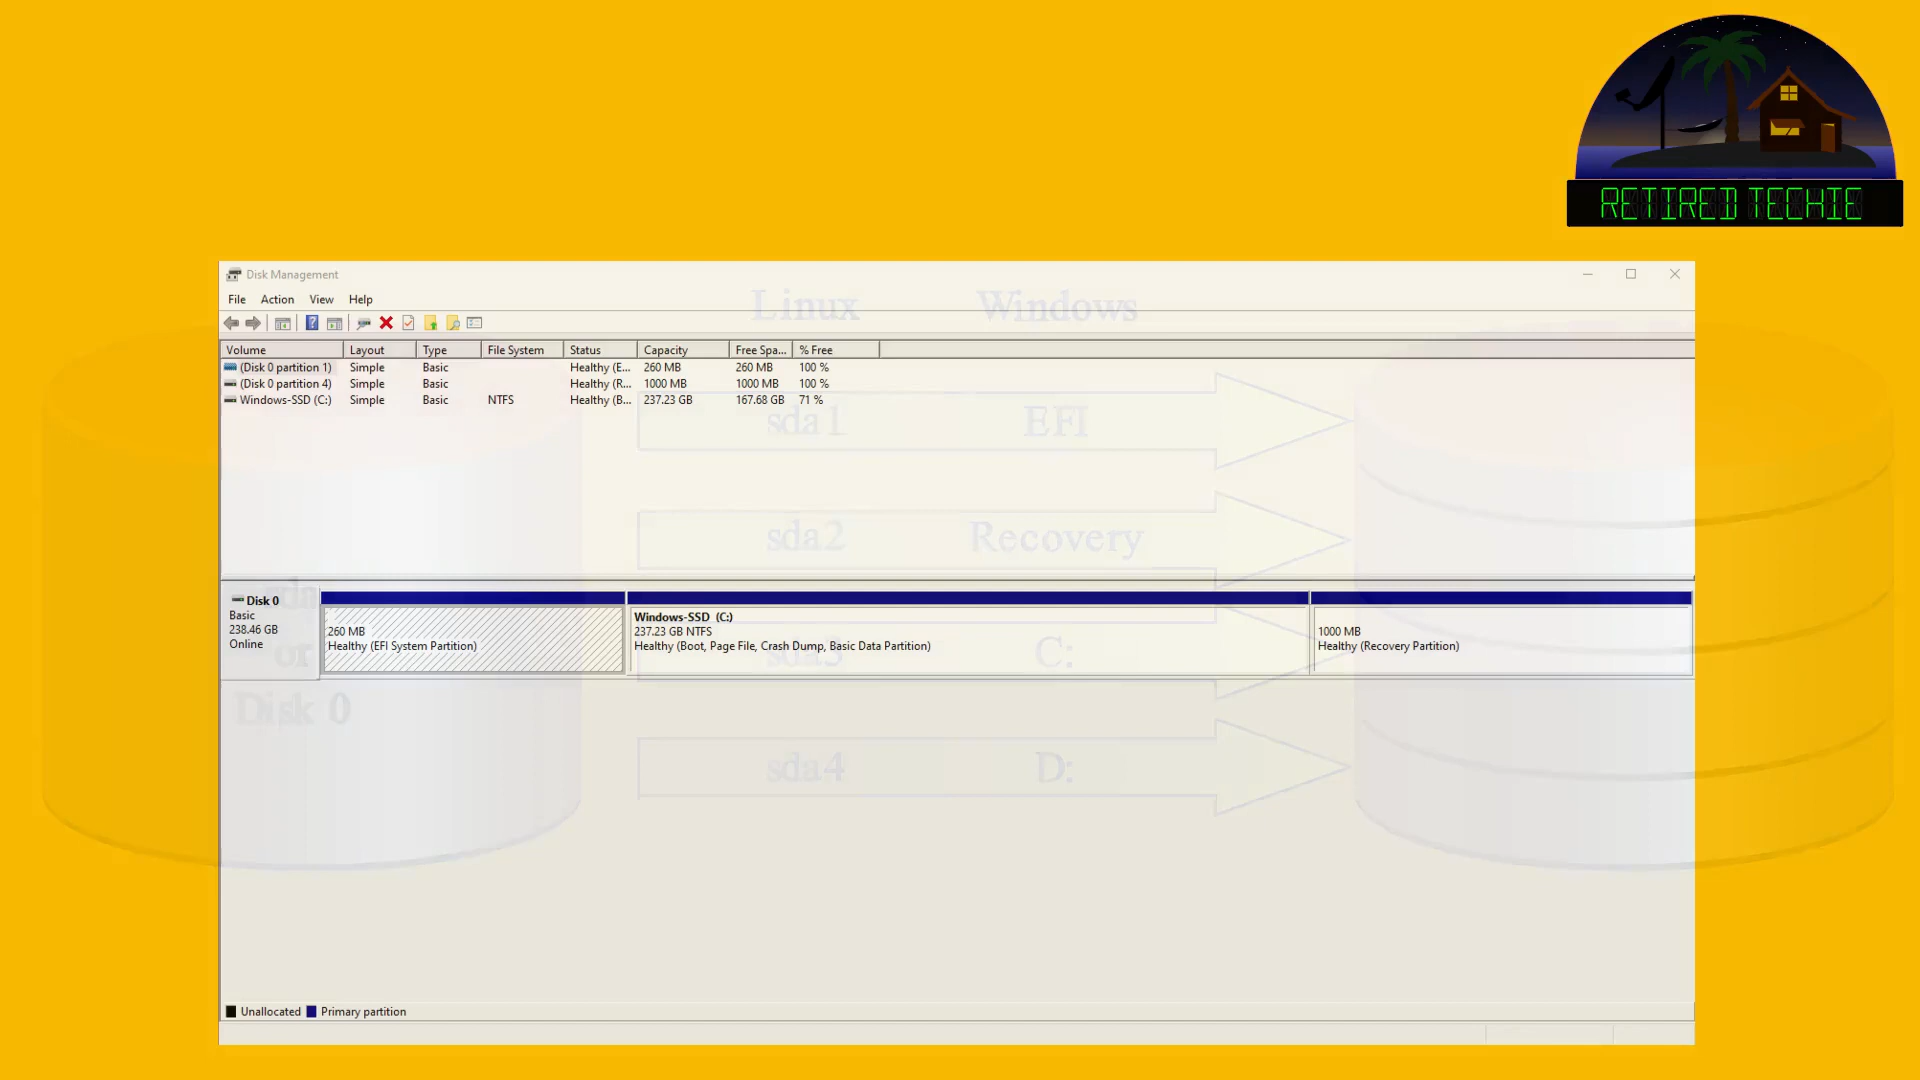 RETIRED TECHIE
Disk Management
File Action View Help
Linux Windows
Volume Layout Type File System Status Capacity Free Spa... % Free
(Disk 0 partition 1) Simple Basic Healthy (E... 260 MB 260 MB 100 %
(Disk 0 partition 4) Simple Basic Healthy (R... 1000 MB 1000 MB 100 %
Windows-SSD (C:) Simple Basic NTFS Healthy (B... 237.23 GB 167.68 GB 71 %
sda1 EFI
sda2 Recovery
sda
Disk 0
Basic
238.46 GB
Online
260 MB
Healthy (EFI System Partition)
Windows-SSD (C:)
237.23 GB NTFS
Healthy (Boot, Page File, Crash Dump, Basic Data Partition)
1000 MB
Healthy (Recovery Partition)
or
sda3 C:
Disk 0
sda4 D:
Unallocated Primary partition